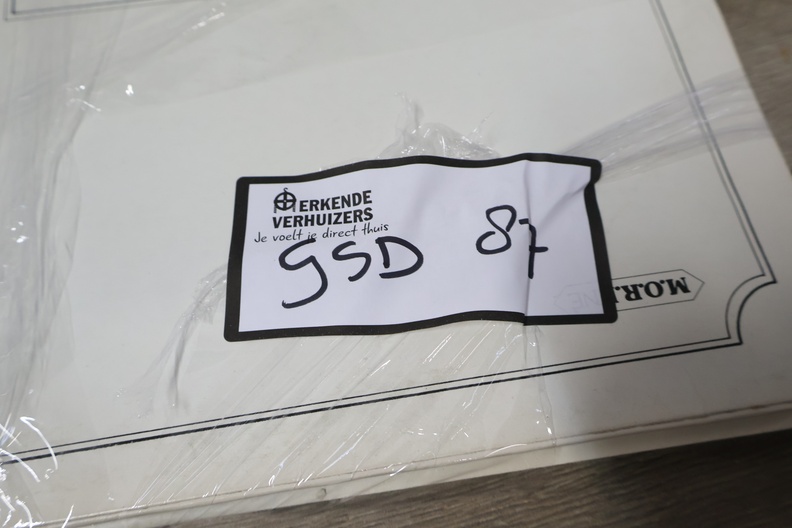 ERKENDE
VERHUIZERS
Je voelt je direct thuis
GSD 87
M.O.R.